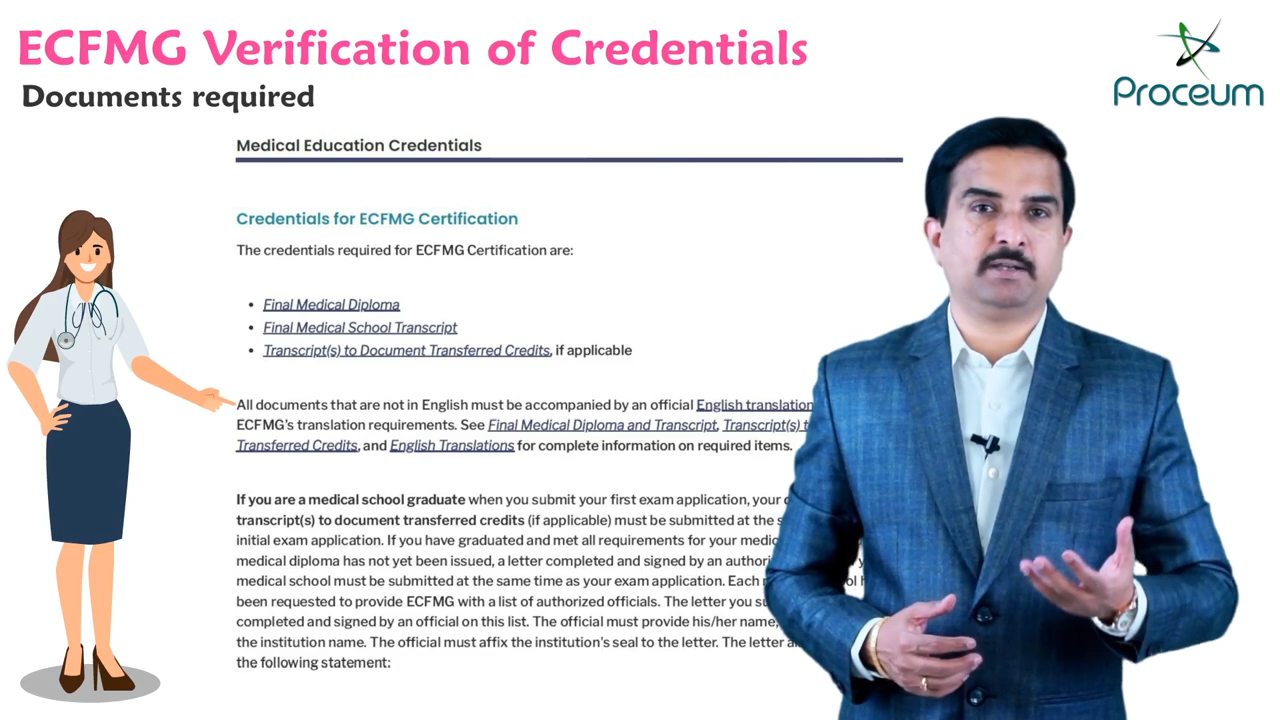 ECFMG Verification of Credentials
Documents required
Proceum
Medical Education Credentials
Credentials for ECFMG Certification
The credentials required for ECFMG Certification are:
• Final Medical Diploma
• Final Medical School Transcript
• Transcript(s) to Document Transferred Credits, if applicable
All documents that are not in English must be accompanied by an official English translation
ECFMG's translation requirements. See Final Medical Diploma and Transcript, Transcript(s)
Transferred Credits, and English Translations for complete information on required items.
If you are a medical school graduate when you submit your first exam application, your
transcript(s) to document transferred credits (if applicable) must be submitted at the
initial exam application. If you have graduated and met all requirements for your
medical diploma has not yet been issued, a letter completed and signed by an
medical school must be submitted at the same time as your exam application. Each
been requested to provide ECFMG with a list of authorized officials. The letter you
completed and signed by an official on this list. The official must provide his/her name,
the institution name. The official must affix the institution's seal to the letter. The letter
the following statement: